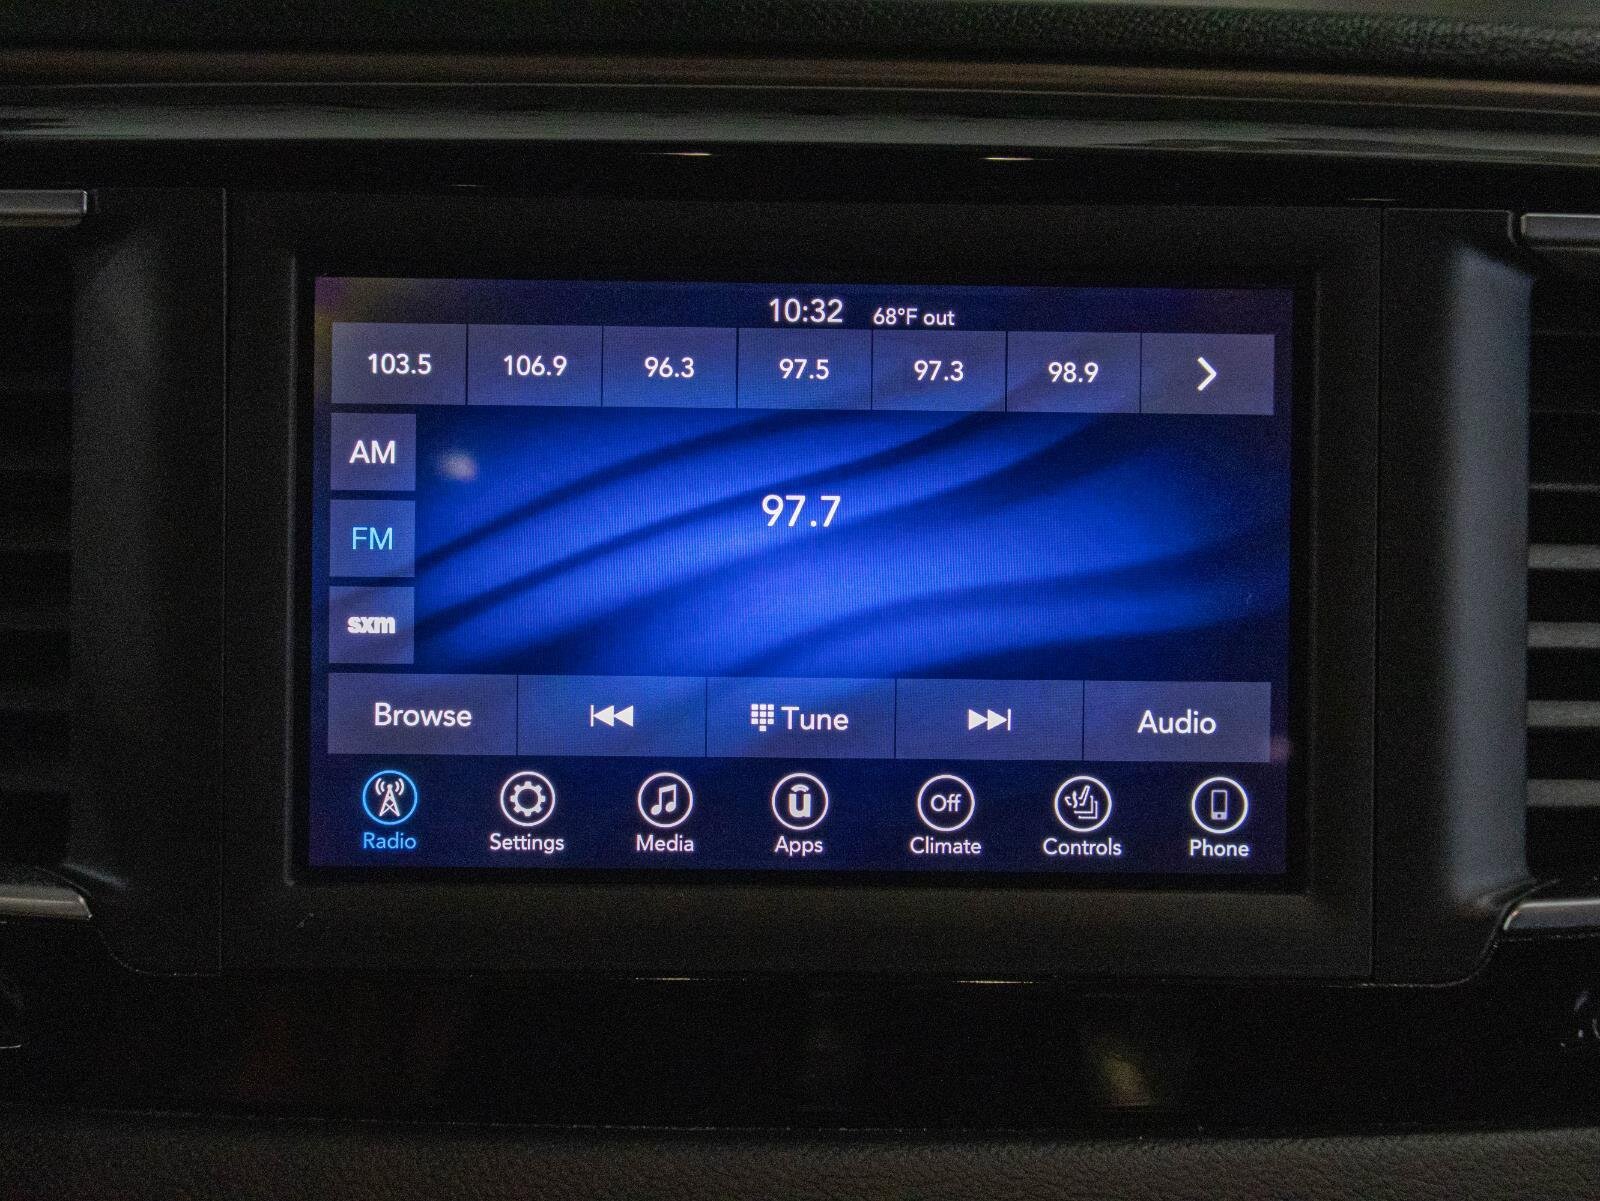 10:32 68°F out
103.5 106.9 96.3 97.5 97.3 98.9
AM
97.7
FM
sxm
Browse Tune Audio
Off
Radio Settings Media Apps Climate Controls Phone